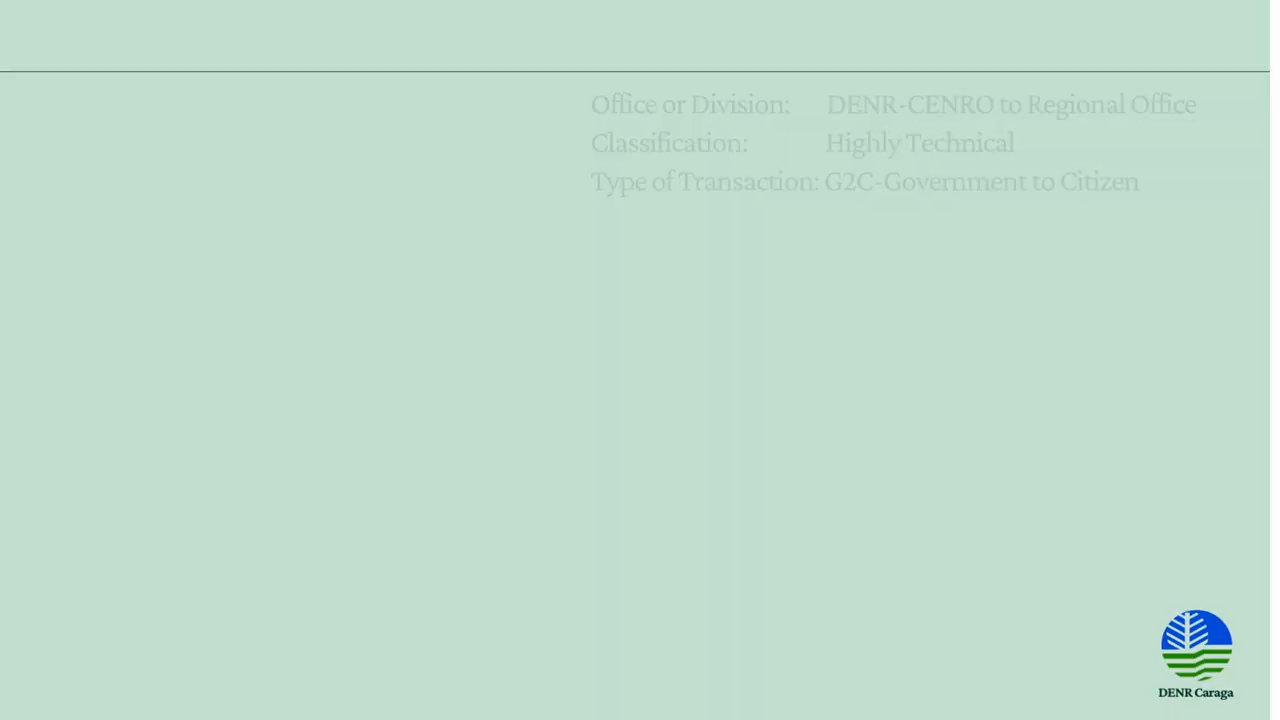 Office or Division: DENR-CENRO to Regional Office
Classification: Highly Technical
Type of Transaction: G2C-Government to Citizen
DENR Caraga